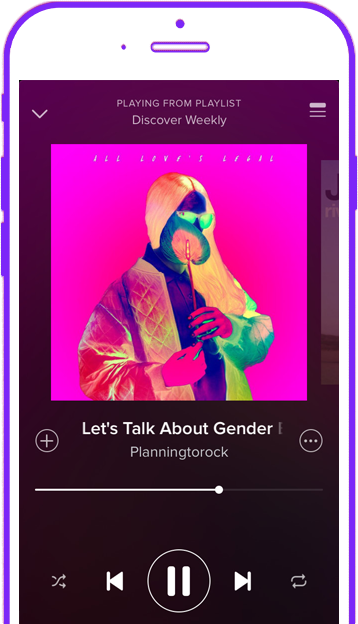 PLAYING FROM PLAYLIST
Discover Weekly
ALL LOVE'S LEGAL
Let's Talk About Gender
Planningtorock